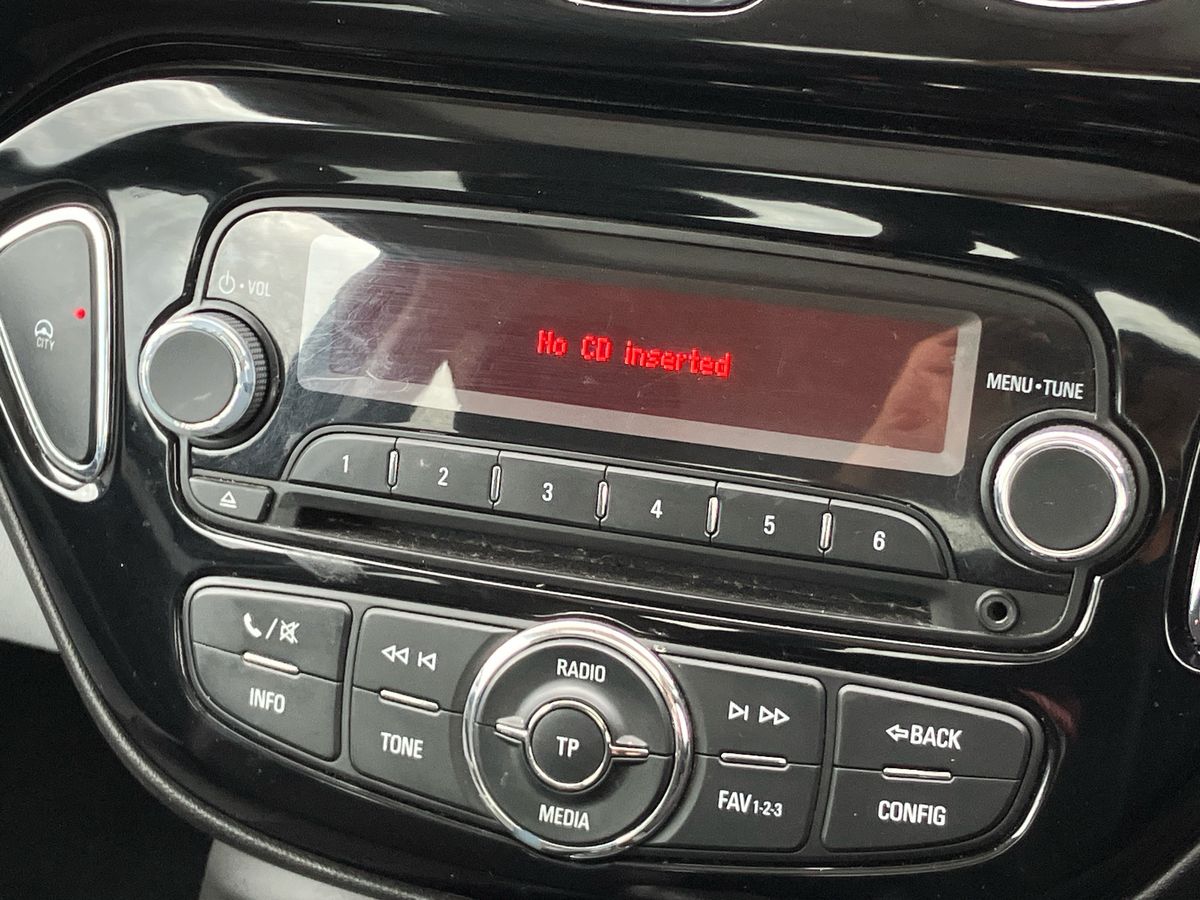 • VOL
CITY
No CD inserted
MENU • TUNE
1 2 3 4 5 6
/
INFO
TONE
RADIO
TP
MEDIA
FAV 1-2-3
BACK
CONFIG